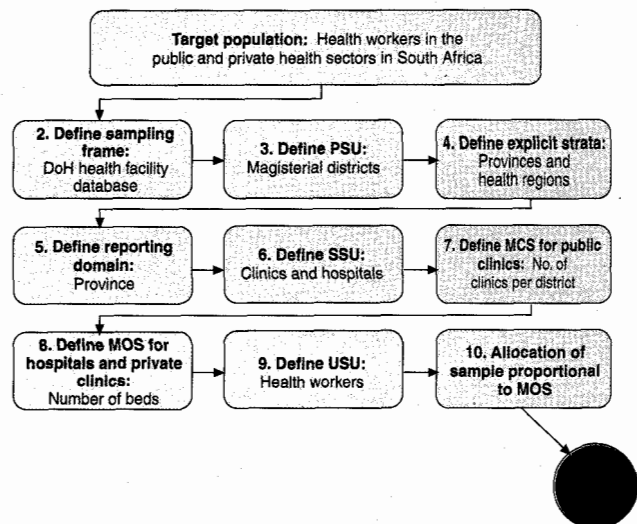 Target population: Health workers in the
public and private health sectors in South Africa
2. Define sampling
frame:
DoH health facility
database
3. Define PSU:
Magisterial districts
4. Define explicit strata:
Provinces and
health regions
5. Define reporting
domain:
Province
6. Define SSU:
Clinics and hospitals
7. Define MCS for public
clinics: No. of
clinics per district
8. Define MOS for
hospitals and private
clinics:
Number of beds
9. Define USU:
Health workers
10. Allocation of
sample proportional
to MOS